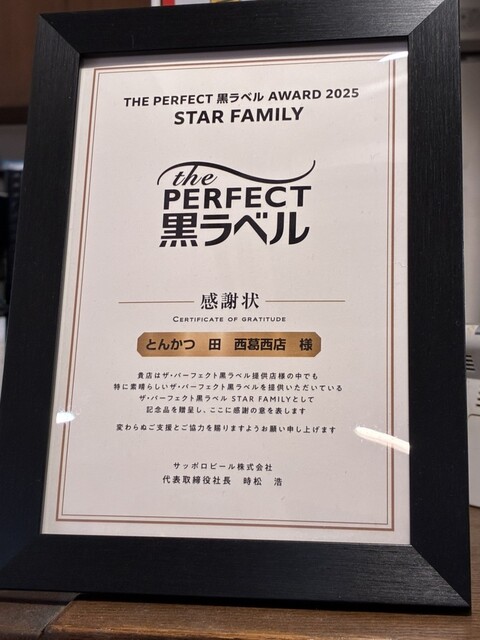 THE PERFECT 黒ラベル AWARD 2025
STAR FAMILY
the
PERFECT
黒ラベル
感謝状
CERTIFICATE OF GRATITUDE
とんかつ 田 西葛西店 様
貴店はザ・パーフェクト黒ラベル提供店様の中でも
特に素晴らしいザ・パーフェクト黒ラベルを提供いただいている
ザ・パーフェクト黒ラベル STAR FAMILYとして
記念品を贈呈し、ここに感謝の意を表します
変わらぬご支援とご協力を賜りますようお願い申し上げます
サッポロビール株式会社
代表取締役社長 時松 浩